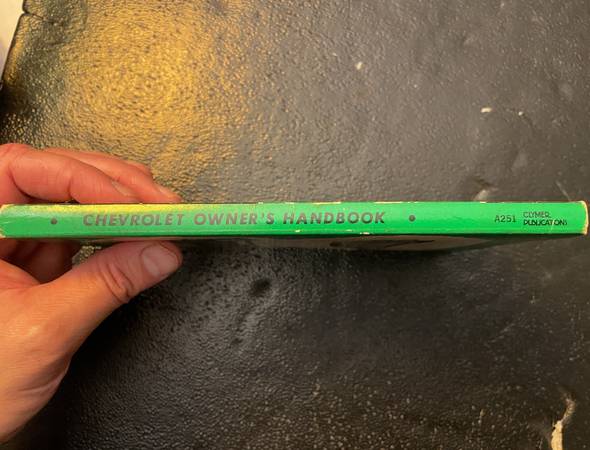 • CHEVROLET OWNER'S HANDBOOK •
A251
CLYMER
PUBLICATIONS